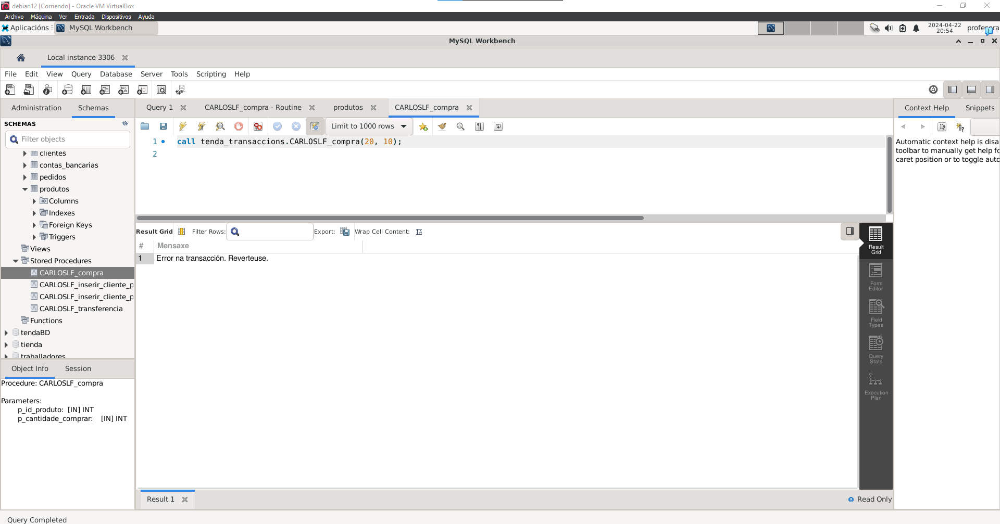 debian12 [Corriendo] - Oracle VM VirtualBox
Archivo Máquina Ver Entrada Dispositivos Ayuda
Aplicacións MySQL Workbench 2024-04-22 20:54 profesora
MySQL Workbench
Local instance 3306
File Edit View Query Database Server Tools Scripting Help
Administration Schemas
Query 1 CARLOSLF_compra - Routine produtos CARLOSLF_compra
Context Help Snippets
SCHEMAS
Filter objects
clientes
contas_bancarias
pedidos
produtos
Columns
Indexes
Foreign Keys
Triggers
Views
Stored Procedures
CARLOSLF_compra
CARLOSLF_inserir_cliente_p
CARLOSLF_inserir_cliente_p
CARLOSLF_transferencia
Functions
tendaBD
tienda
traballadores
Object Info Session
Procedure: CARLOSLF_compra
Parameters:
p_id_produto: [IN] INT
p_cantidade_comprar: [IN] INT
Limit to 1000 rows
1 call tenda_transaccions.CARLOSLF_compra(20, 10);
2
Result Grid Filter Rows: Export: Wrap Cell Content:
# Mensaxe
1 Error na transacción. Reverteuse.
Result Grid
Form Editor
Field Types
Query Stats
Execution Plan
Automatic context help is disa
toolbar to manually get help fo
caret position or to toggle auto
Result 1 Read Only
Query Completed